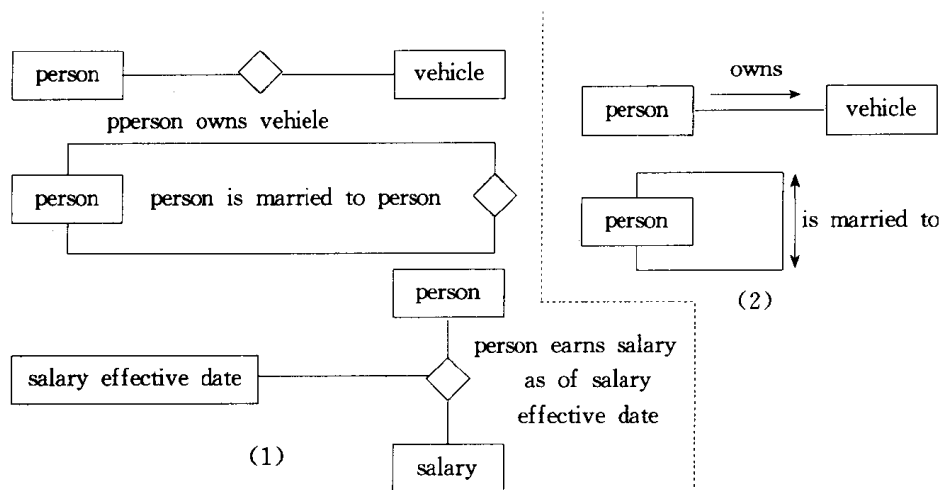 person
vehicle
pperson owns vehiele
person
person is married to person
person
salary effective date
person earns salary
as of salary
effective date
salary
(1)
owns
person
vehicle
person
is married to
(2)